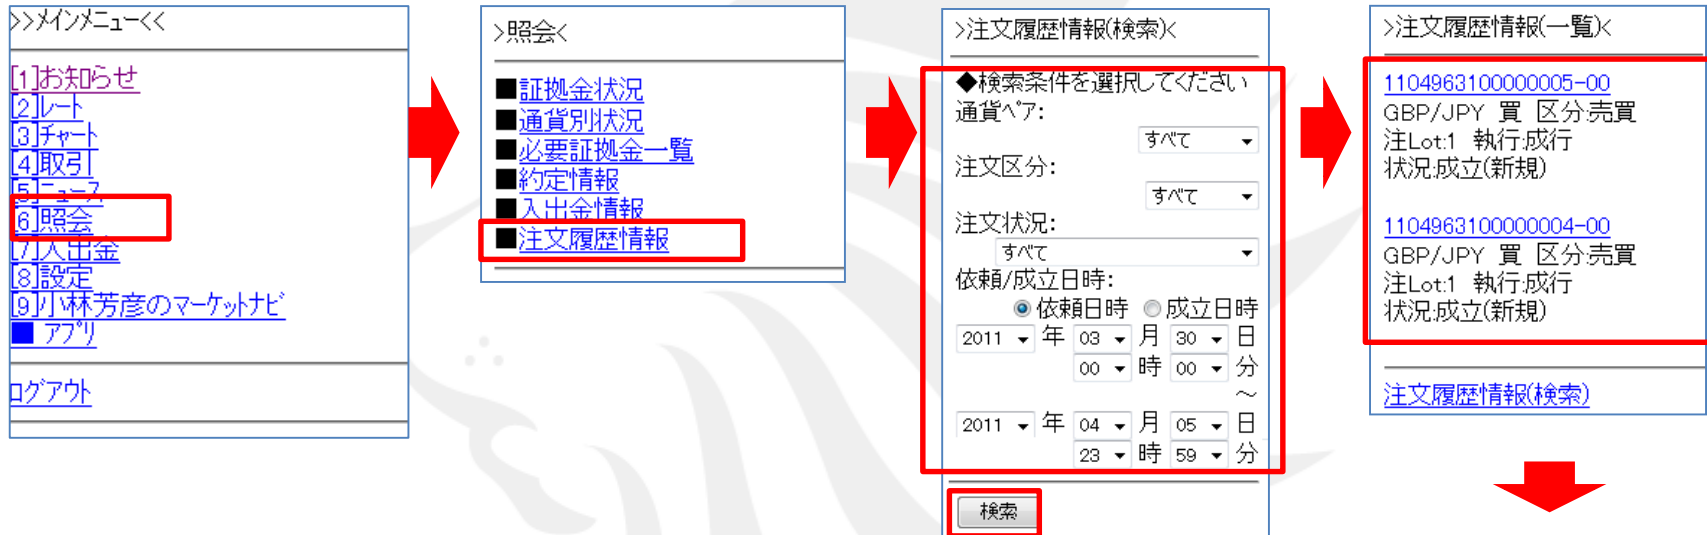 >>メインメニュー<<
[1]お知らせ
[2]レート
[3]チャート
[4]取引
[5]ニュース
[6]照会
[7]入出金
[8]設定
[9]小林芳彦のマーケットナビ
■ アプリ
ログアウト
>照会<
■証拠金状況
■通貨別状況
■必要証拠金一覧
■約定情報
■入出金情報
■注文履歴情報
>注文履歴情報(検索)<
◆検索条件を選択してください
通貨ペア:
すべて
注文区分:
すべて
注文状況:
すべて
依頼/成立日時:
依頼日時 成立日時
2011 年 03 月 30 日
00 時 00 分
～
2011 年 04 月 05 日
23 時 59 分
検索
>注文履歴情報(一覧)<
1104963100000005-00
GBP/JPY 買 区分:売買
注Lot:1 執行:成行
状況:成立(新規)
1104963100000004-00
GBP/JPY 買 区分:売買
注Lot:1 執行:成行
状況:成立(新規)
注文履歴情報(検索)